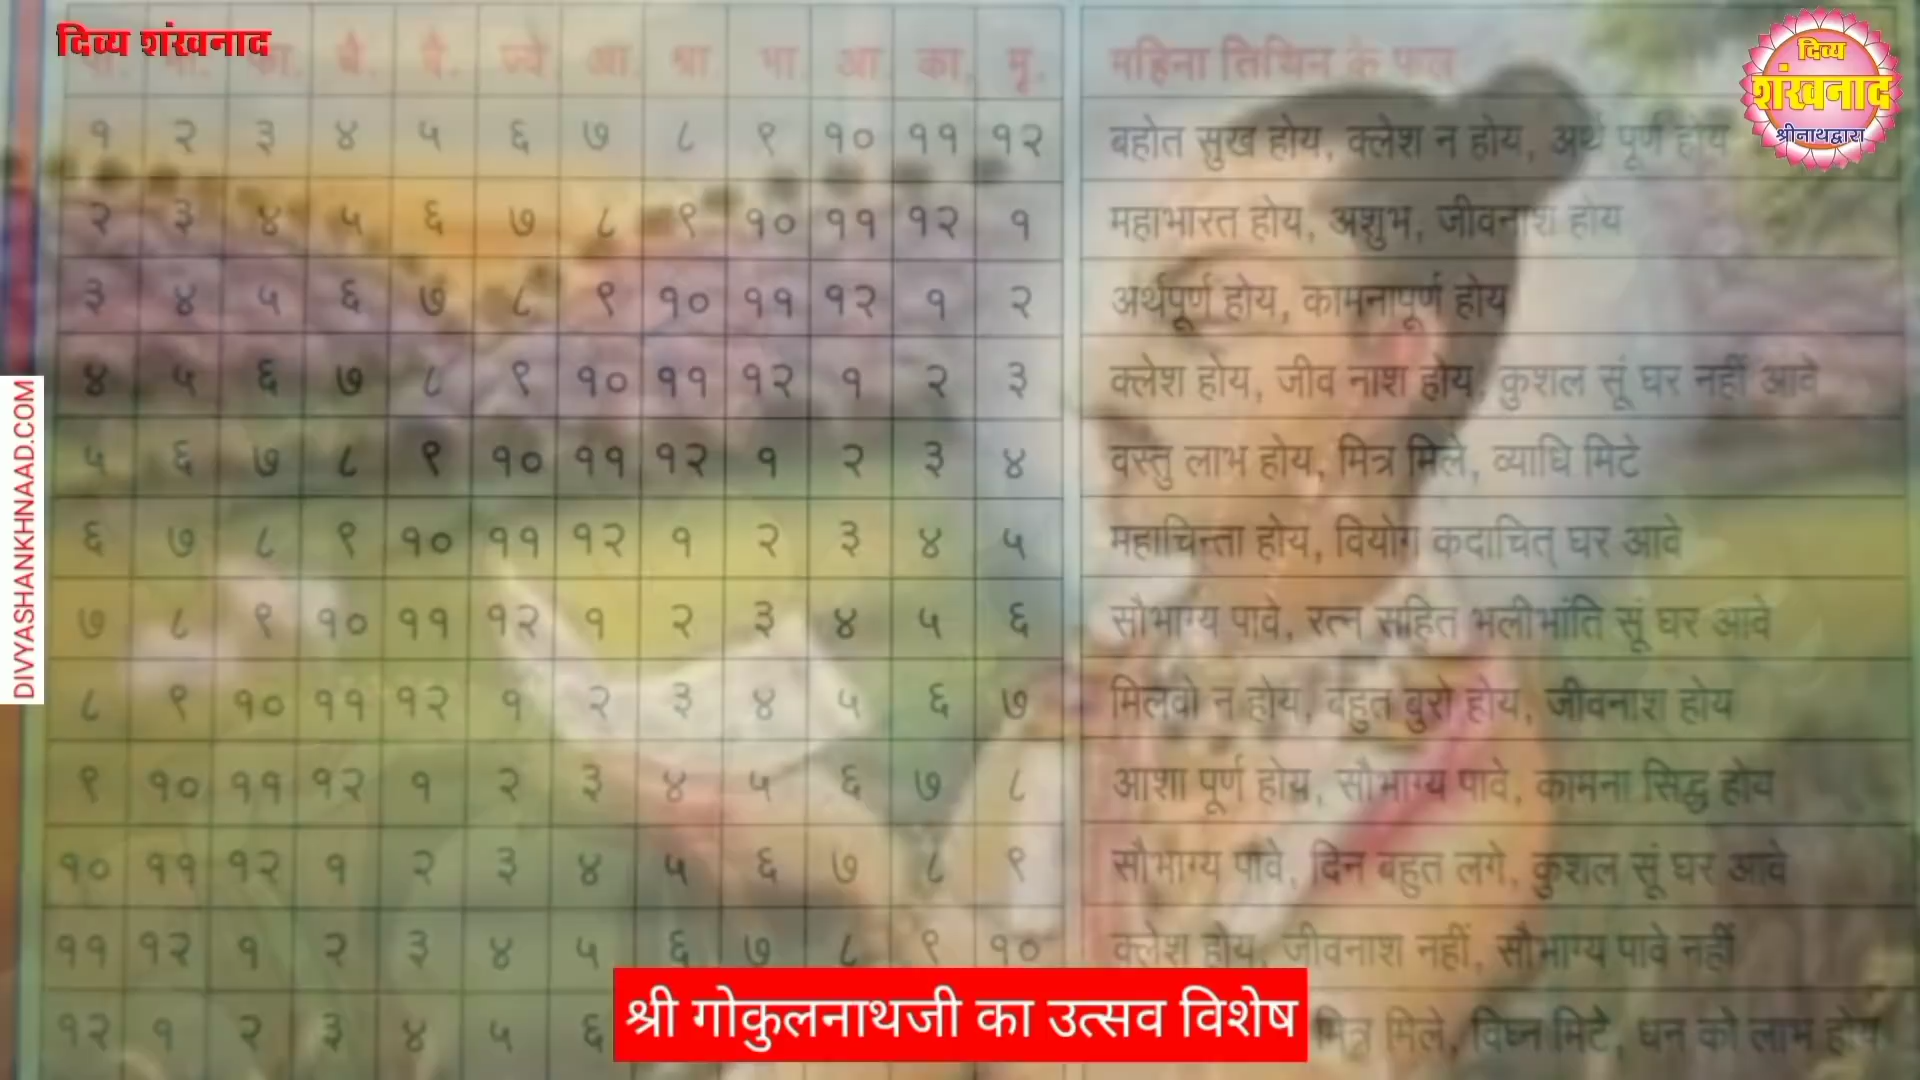 दिव्य शंखनाद
दिव्य
शंखनाद
श्रीनाथद्वारा
DIVYASHANKHNAAD.COM
चै. वै. ज्ये. आ. श्रा. भा. आ. का. मृ. महिना तिथिन के फल
१ २ ३ ४ ५ ६ ७ ८ ९ १० ११ १२ बहोत सुख होय, क्लेश न होय, अर्थ पूर्ण होय
२ ३ ४ ५ ६ ७ ८ ९ १० ११ १२ १ महाभारत होय, अशुभ, जीवनाश होय
३ ४ ५ ६ ७ ८ ९ १० ११ १२ १ २ अर्थपूर्ण होय, कामनापूर्ण होय
४ ५ ६ ७ ८ ९ १० ११ १२ १ २ ३ क्लेश होय, जीव नाश होय, कुशल सूं घर नहीं आवे
५ ६ ७ ८ ९ १० ११ १२ १ २ ३ ४ वस्तु लाभ होय, मित्र मिले, व्याधि मिटे
६ ७ ८ ९ १० ११ १२ १ २ ३ ४ ५ महाचिन्ता होय, वियोग कदाचित् घर आवे
७ ८ ९ १० ११ १२ १ २ ३ ४ ५ ६ सौभाग्य पावे, रत्न सहित भलीभांति सूं घर आवे
८ ९ १० ११ १२ १ २ ३ ४ ५ ६ ७ मिलवो न होय, बहुत बुरो होय, जीवनाश होय
९ १० ११ १२ १ २ ३ ४ ५ ६ ७ ८ आशा पूर्ण होय, सौभाग्य पावे, कामना सिद्ध होय
१० ११ १२ १ २ ३ ४ ५ ६ ७ ८ ९ सौभाग्य पावे, दिन बहुत लगे, कुशल सूं घर आवे
११ १२ १ २ ३ ४ ५ ६ ७ ८ ९ १० क्लेश होय, जीवनाश नहीं, सौभाग्य पावे नहीं
१२ १ २ ३ ४ ५ ६ मित्र मिले, विघ्न मिटे, धन को लाभ होय
श्री गोकुलनाथजी का उत्सव विशेष